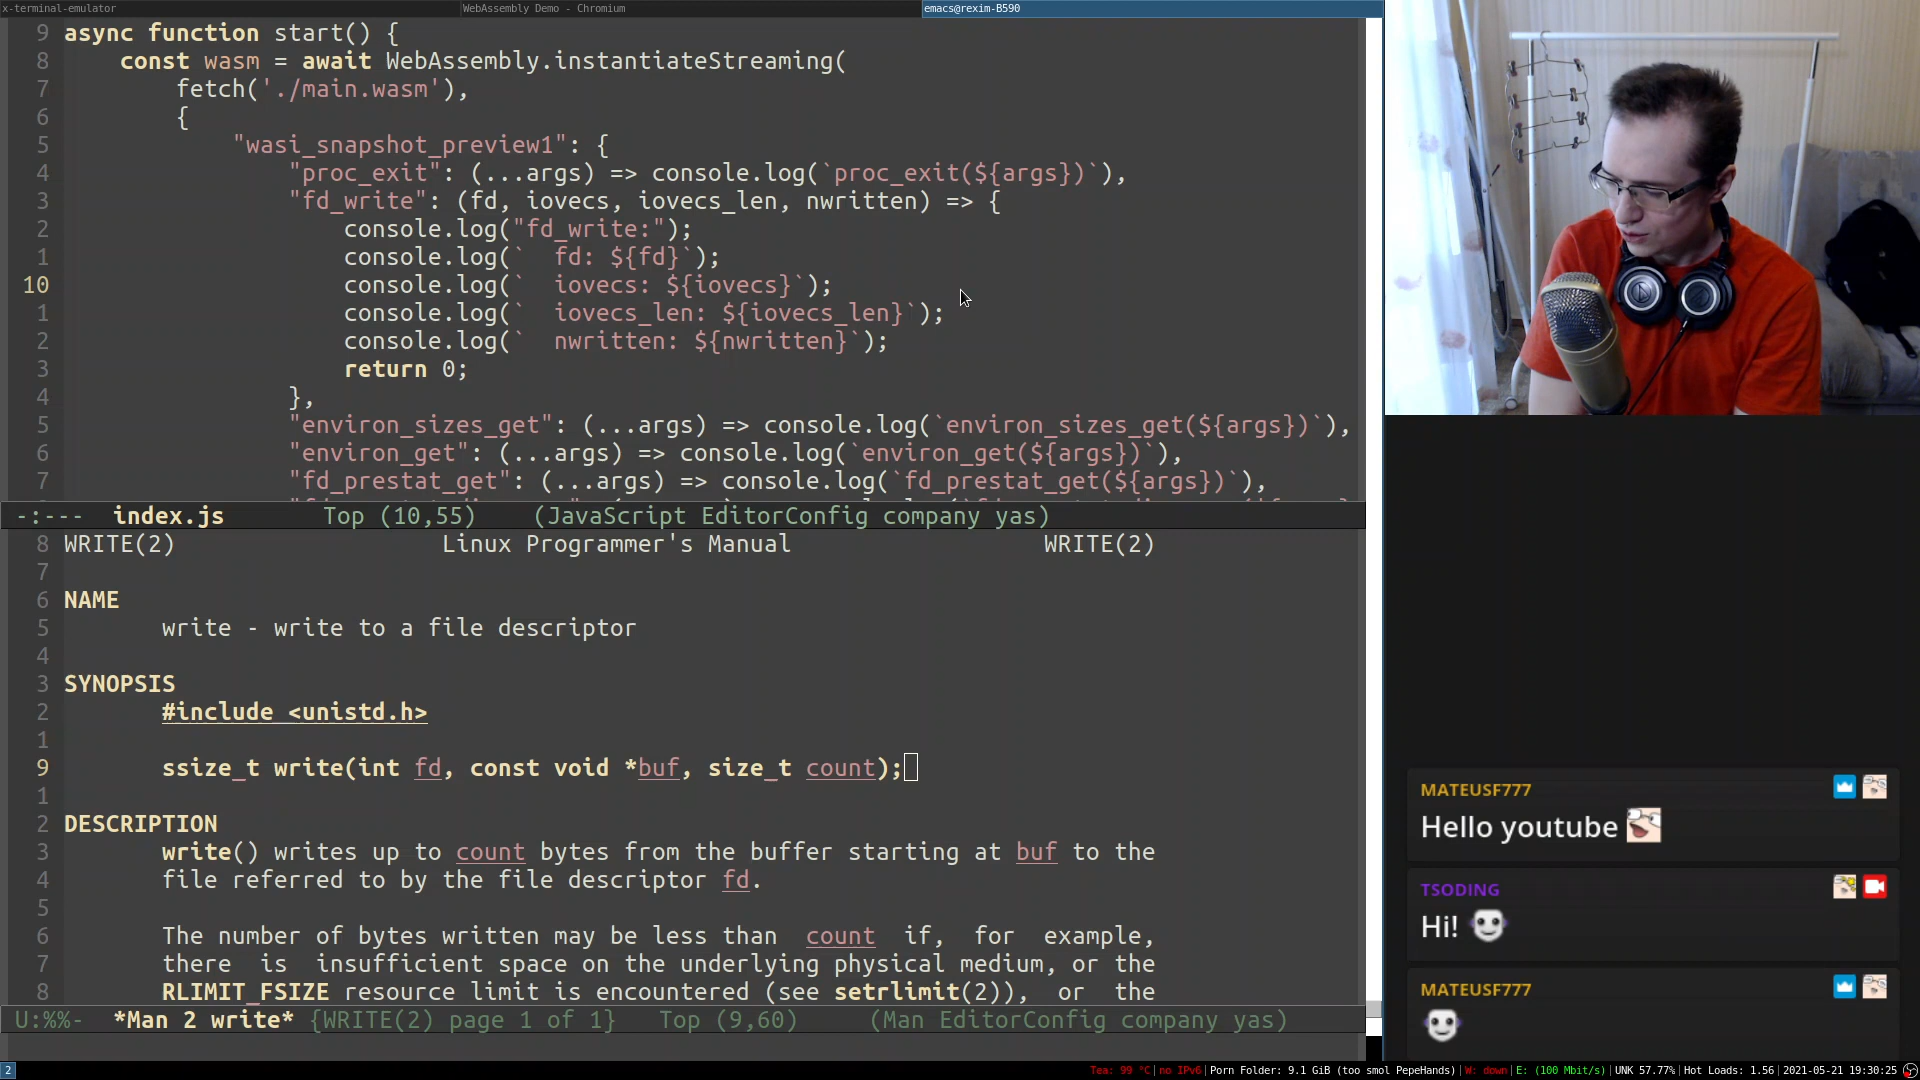 x-terminal-emulator
WebAssembly Demo - Chromium
emacs@rexim-B590
9 async function start() {
8     const wasm = await WebAssembly.instantiateStreaming(
7         fetch('./main.wasm'),
6         {
5             "wasi_snapshot_preview1": {
4                 "proc_exit": (...args) => console.log(`proc_exit(${args})`),
3                 "fd_write": (fd, iovecs, iovecs_len, nwritten) => {
2                     console.log("fd_write:");
1                     console.log(`  fd: ${fd}`);
10                     console.log(`  iovecs: ${iovecs}`);
1                     console.log(`  iovecs_len: ${iovecs_len}`);
2                     console.log(`  nwritten: ${nwritten}`);
3                     return 0;
4                 },
5                 "environ_sizes_get": (...args) => console.log(`environ_sizes_get(${args})`),
6                 "environ_get": (...args) => console.log(`environ_get(${args})`),
7                 "fd_prestat_get": (...args) => console.log(`fd_prestat_get(${args})`),
-:---  index.js       Top (10,55)    (JavaScript EditorConfig company yas)
8 WRITE(2)                   Linux Programmer's Manual                  WRITE(2)
7
6 NAME
5        write - write to a file descriptor
4
3 SYNOPSIS
2        #include <unistd.h>
1
9        ssize_t write(int fd, const void *buf, size_t count);
1
2 DESCRIPTION
3        write() writes up to count bytes from the buffer starting at buf to the
4        file referred to by the file descriptor fd.
5
6        The number of bytes written may be less than  count  if,  for  example,
7        there  is  insufficient space on the underlying physical medium, or the
8        RLIMIT_FSIZE resource limit is encountered (see setrlimit(2)),  or  the
U:%%-  *Man 2 write* {WRITE(2) page 1 of 1}   Top (9,60)     (Man EditorConfig company yas)
MATEUSF777
Hello youtube
TSODING
Hi!
MATEUSF777
2
Tea: 99 °C|no IPv6|Porn Folder: 9.1 GiB (too smol PepeHands)|W: down|E: (100 Mbit/s)|UNK 57.77%|Hot Loads: 1.56|2021-05-21 19:30:25